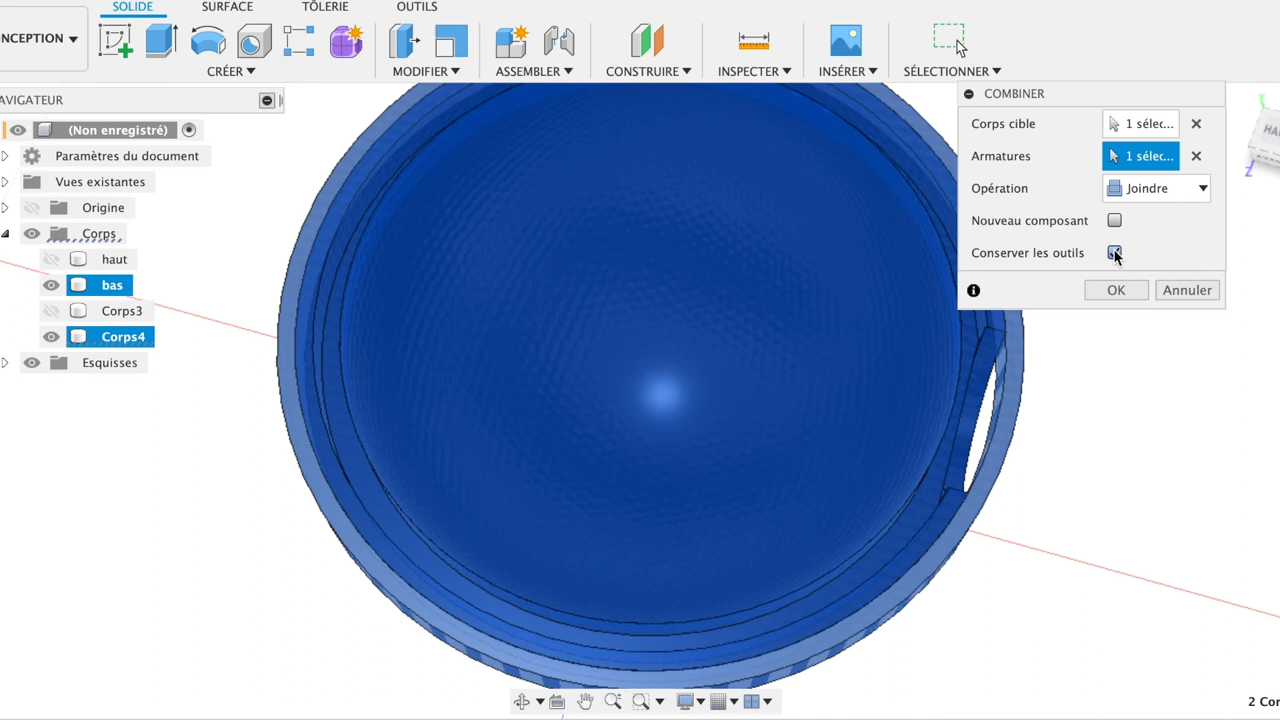 SOLIDE
SURFACE
TÔLERIE
OUTILS
NCEPTION
CRÉER
MODIFIER
ASSEMBLER
CONSTRUIRE
INSPECTER
INSÉRER
SÉLECTIONNER
AVIGATEUR
(Non enregistré)
Paramètres du document
Vues existantes
Origine
Corps
haut
bas
Corps3
Corps4
Esquisses
COMBINER
Corps cible
1 sélec...
Armatures
1 sélec...
Opération
Joindre
Nouveau composant
Conserver les outils
OK
Annuler
Z
2 Cor